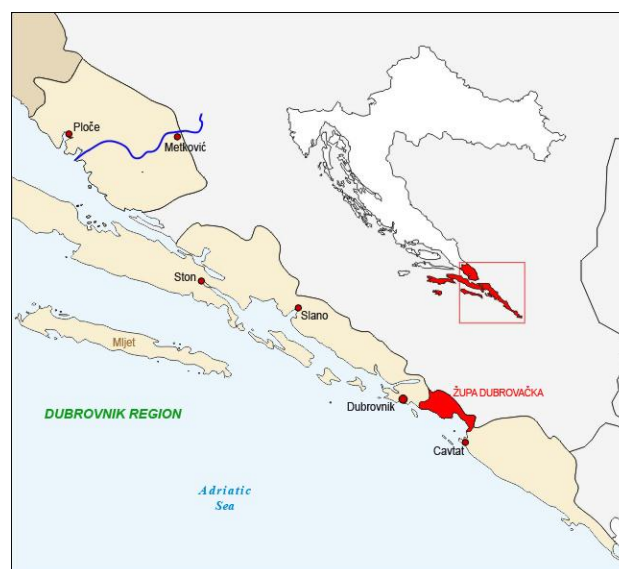 Ploče
Metković
Ston
Slano
Mljet
ŽUPA DUBROVAČKA
Dubrovnik
DUBROVNIK REGION
Cavtat
Adriatic
Sea